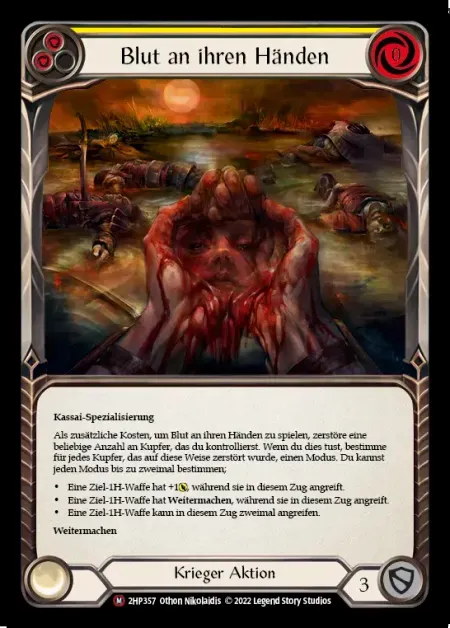 Blut an ihren Händen
0
Kassai-Spezialisierung
Als zusätzliche Kosten, um Blut an ihren Händen zu spielen, zerstöre eine
beliebige Anzahl an Kupfer, das du kontrollierst. Wenn du dies tust, bestimme
für jedes Kupfer, das auf diese Weise zerstört wurde, einen Modus. Du kannst
jeden Modus bis zu zweimal bestimmen;
• Eine Ziel-1H-Waffe hat +1, während sie in diesem Zug angreift.
• Eine Ziel-1H-Waffe hat Weitermachen, während sie in diesem Zug angreift.
• Eine Ziel-1H-Waffe kann in diesem Zug zweimal angreifen.
Weitermachen
Krieger Aktion
3
M 2HP357 Othon Nikolaidis © 2022 Legend Story Studios